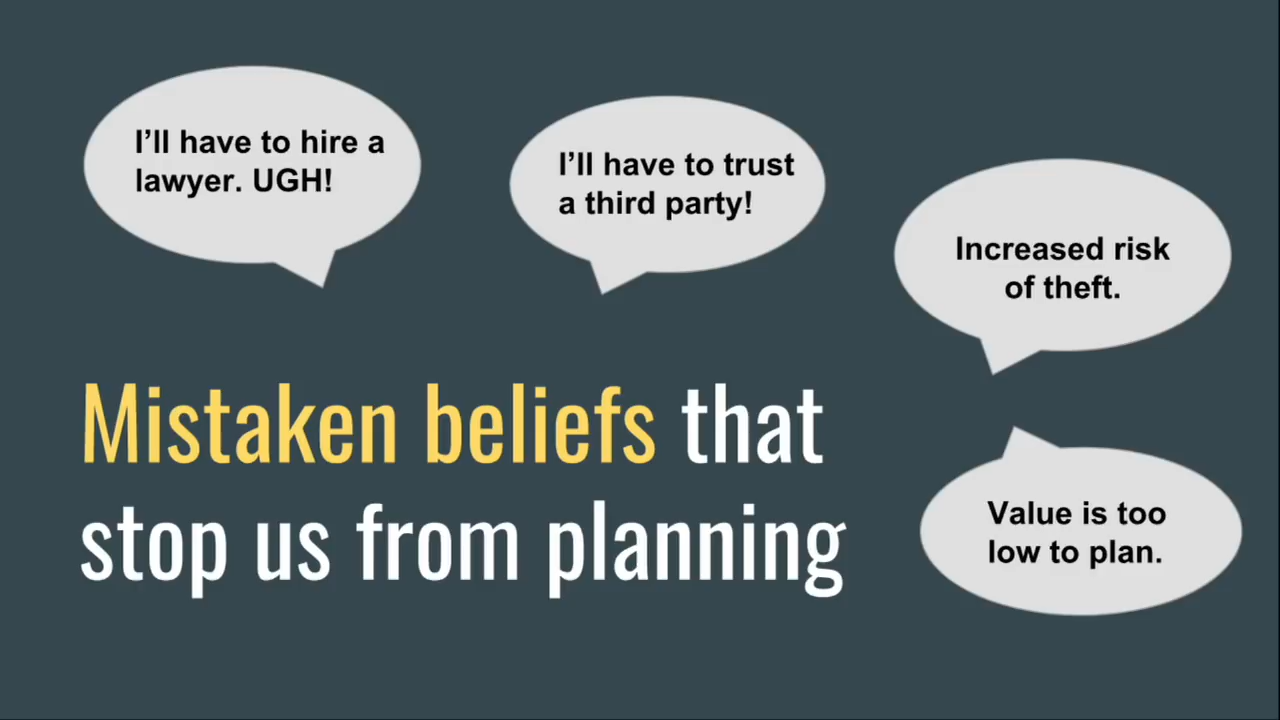 I’ll have to hire a
lawyer. UGH!
I’ll have to trust
a third party!
Increased risk
of theft.
Mistaken beliefs that
stop us from planning
Value is too
low to plan.